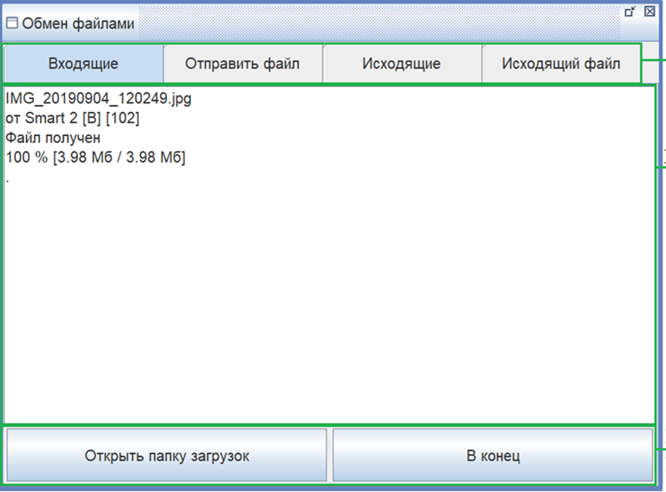 Обмен файлами
Входящие Отправить файл Исходящие Исходящий файл
IMG_20190904_120249.jpg
от Smart 2 [B] [102]
Файл получен
100 % [3.98 Мб / 3.98 Мб]
.
Открыть папку загрузок В конец